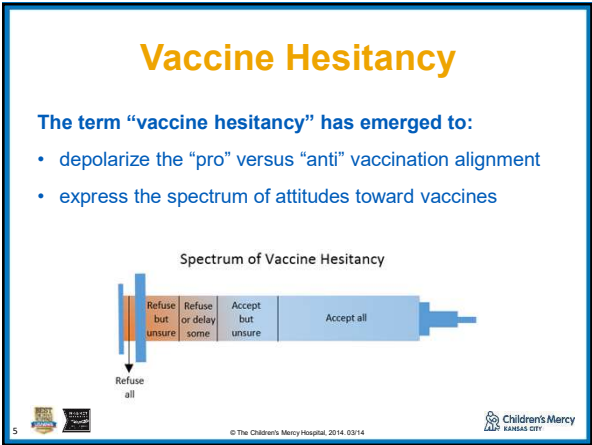 Vaccine Hesitancy
The term “vaccine hesitancy” has emerged to:
• depolarize the “pro” versus “anti” vaccination alignment
• express the spectrum of attitudes toward vaccines
Spectrum of Vaccine Hesitancy
Refuse
but
unsure
Refuse
or delay
some
Accept
but
unsure
Accept all
Refuse
all
5
BEST
© The Children's Mercy Hospital, 2014. 03/14
Children's Mercy
KANSAS CITY